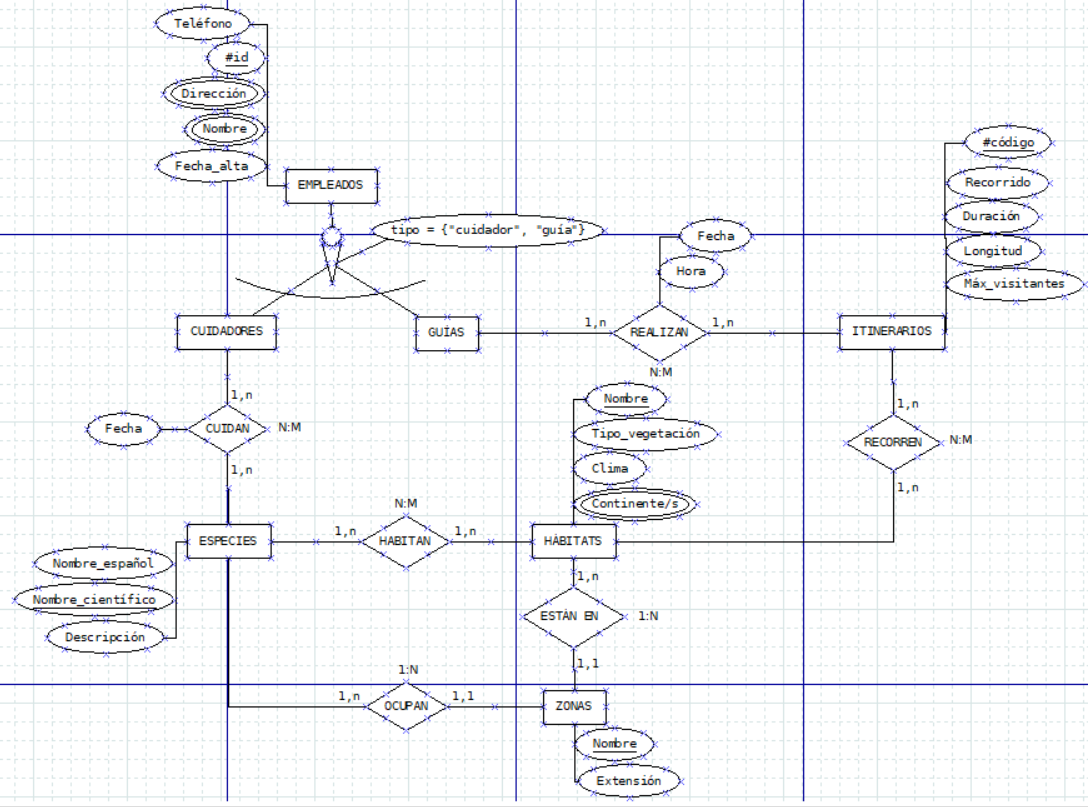 Teléfono
#id
Dirección
Nombre
Fecha_alta
EMPLEADOS
tipo = {"cuidador", "guía"}
Fecha
Hora
#código
Recorrido
Duración
Longitud
Máx_visitantes
CUIDADORES
GUÍAS
1,n
REALIZAN
1,n
N:M
ITINERARIOS
1,n
Fecha
CUIDAN
N:M
1,n
Nombre
Tipo_vegetación
Clima
Continente/s
1,n
RECORREN
N:M
1,n
ESPECIES
1,n
N:M
HABITAN
1,n
HÁBITATS
Nombre_español
Nombre_científico
Descripción
1,n
ESTÁN EN
1:N
1,1
1:N
1,n
OCUPAN
1,1
ZONAS
Nombre
Extensión